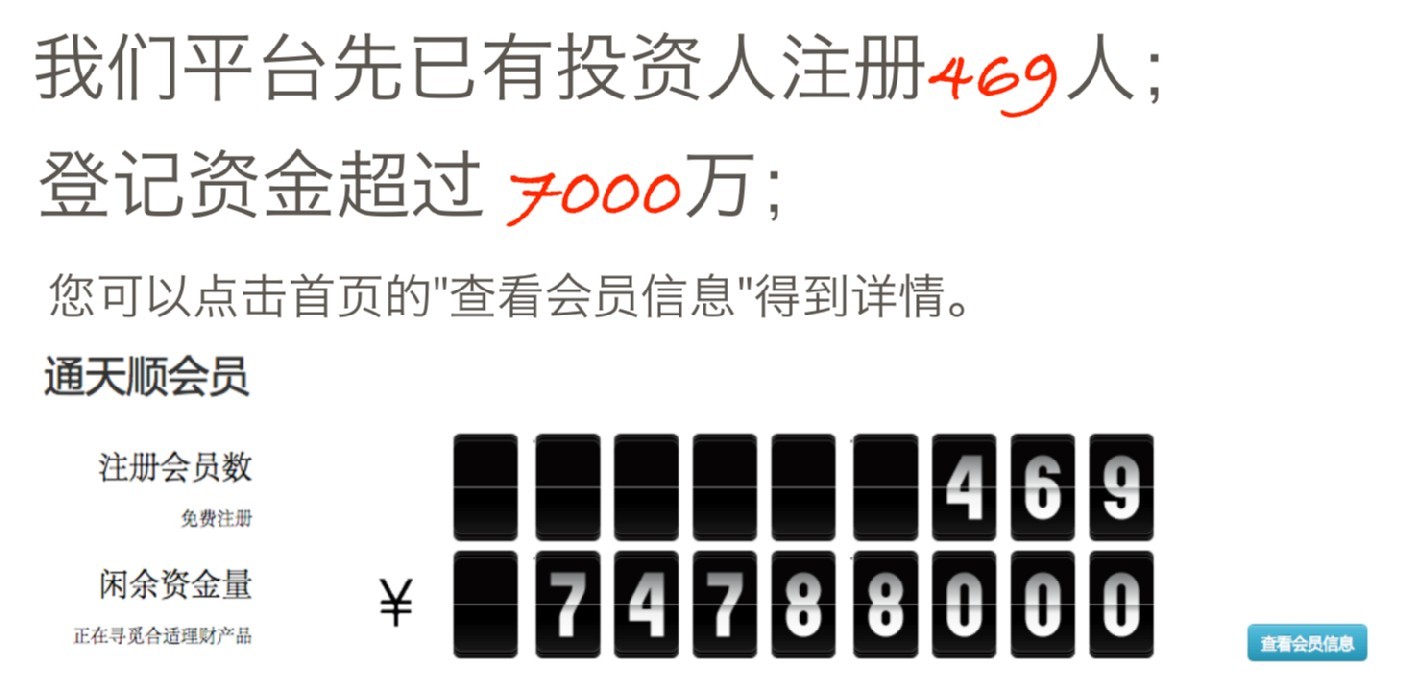 我们平台先已有投资人注册469人；
登记资金超过 7000万；
您可以点击首页的"查看会员信息"得到详情。
通天顺会员
注册会员数 469
免费注册
闲余资金量 ¥ 74788000
正在寻觅合适理财产品
查看会员信息